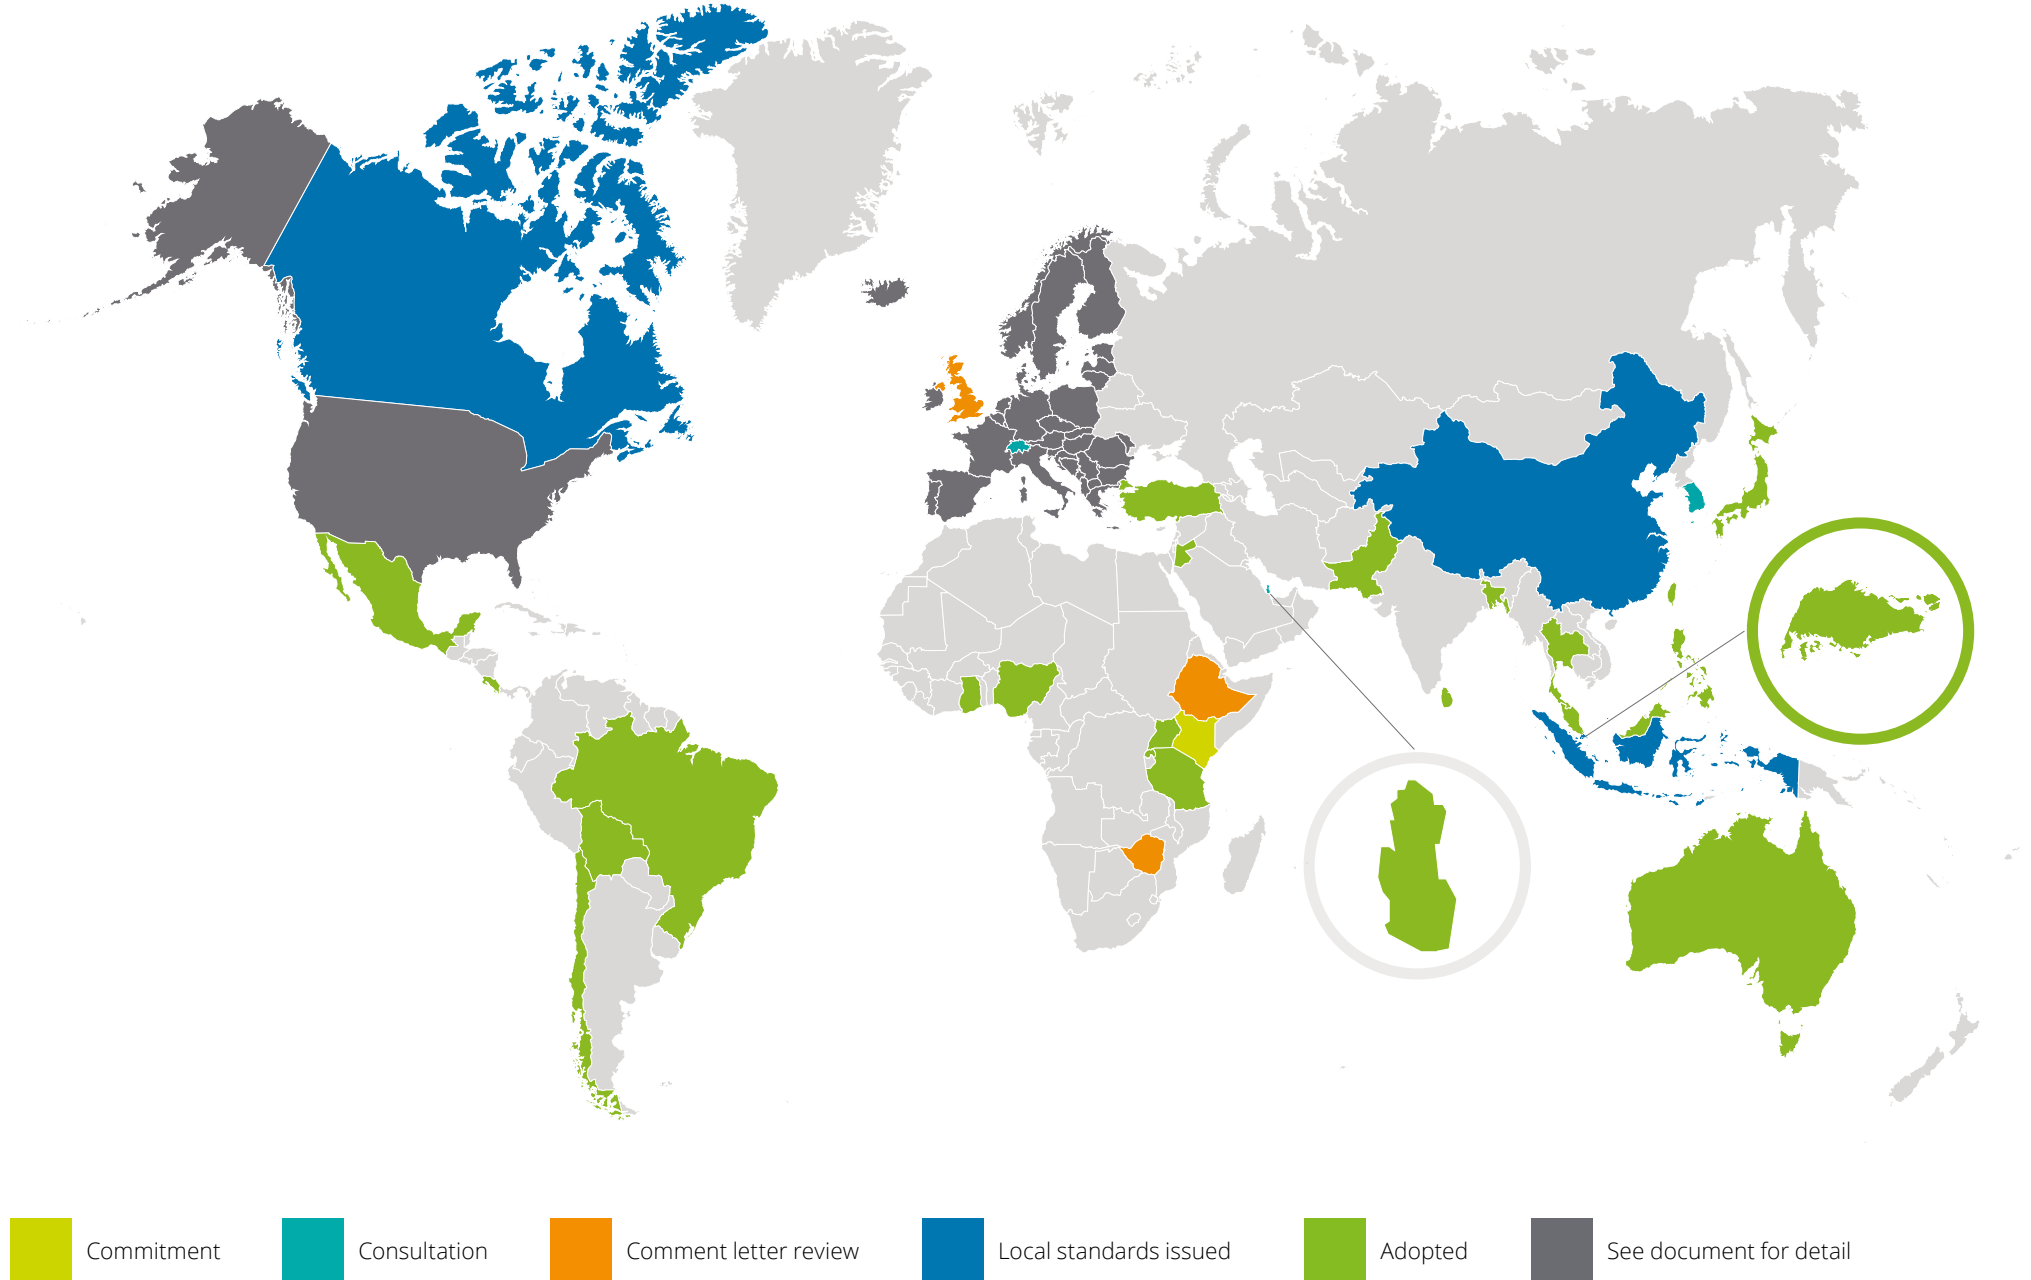 Commitment
Consultation
Comment letter review
Local standards issued
Adopted
See document for detail